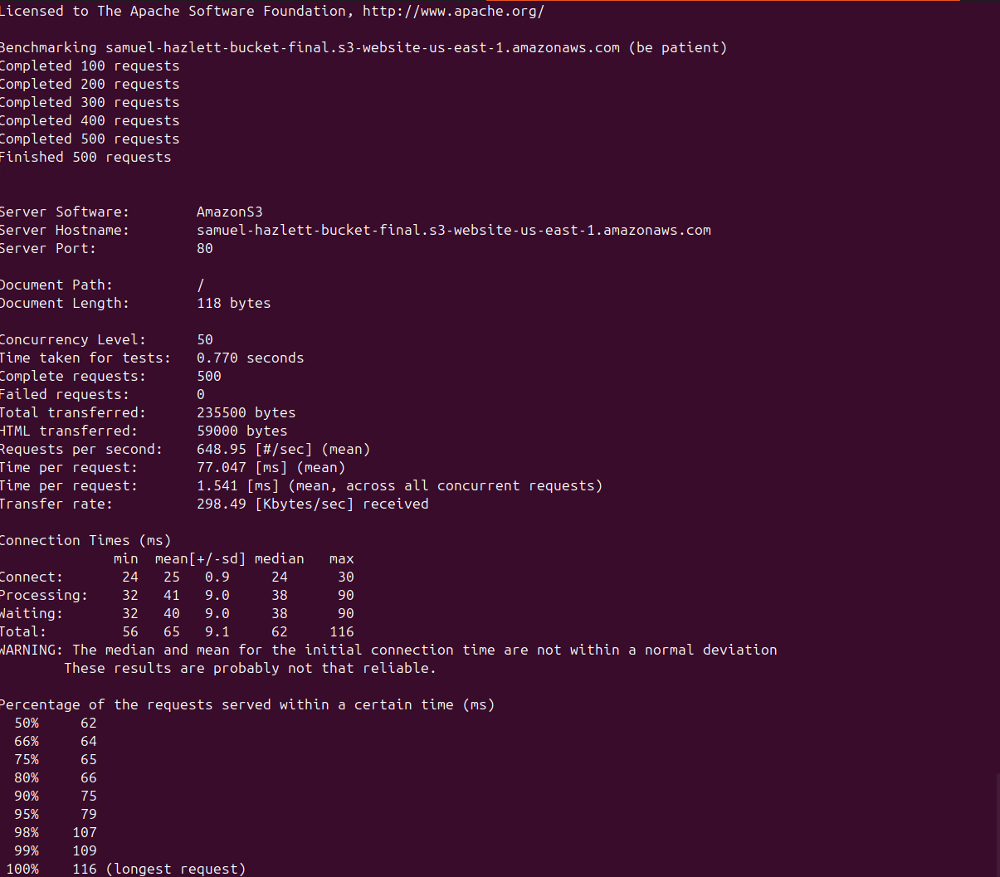 Licensed to The Apache Software Foundation, http://www.apache.org/
Benchmarking samuel-hazlett-bucket-final.s3-website-us-east-1.amazonaws.com (be patient)
Completed 100 requests
Completed 200 requests
Completed 300 requests
Completed 400 requests
Completed 500 requests
Finished 500 requests
Server Software:        AmazonS3
Server Hostname:        samuel-hazlett-bucket-final.s3-website-us-east-1.amazonaws.com
Server Port:            80
Document Path:          /
Document Length:        118 bytes
Concurrency Level:      50
Time taken for tests:   0.770 seconds
Complete requests:      500
Failed requests:        0
Total transferred:      235500 bytes
HTML transferred:       59000 bytes
Requests per second:    648.95 [#/sec] (mean)
Time per request:       77.047 [ms] (mean)
Time per request:       1.541 [ms] (mean, across all concurrent requests)
Transfer rate:          298.49 [Kbytes/sec] received
Connection Times (ms)
              min  mean[+/-sd] median   max
Connect:       24   25   0.9     24      30
Processing:    32   41   9.0     38      90
Waiting:       32   40   9.0     38      90
Total:         56   65   9.1     62     116
WARNING: The median and mean for the initial connection time are not within a normal deviation
        These results are probably not that reliable.
Percentage of the requests served within a certain time (ms)
  50%     62
  66%     64
  75%     65
  80%     66
  90%     75
  95%     79
  98%    107
  99%    109
 100%    116 (longest request)